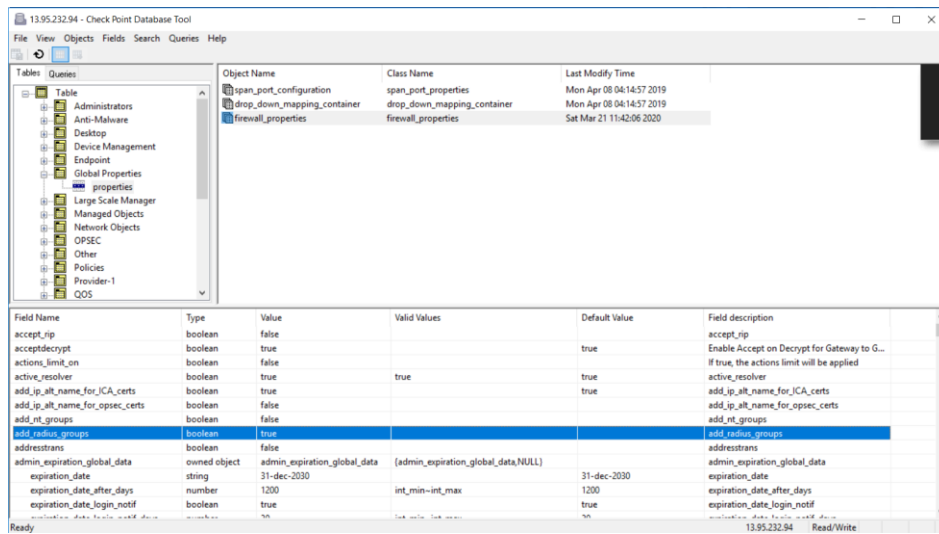 13.95.232.94 - Check Point Database Tool
File View Objects Fields Search Queries Help
Tables Queries
Table
Administrators
Anti-Malware
Desktop
Device Management
Endpoint
Global Properties
properties
Large Scale Manager
Managed Objects
Network Objects
OPSEC
Other
Policies
Provider-1
QOS
Object Name Class Name Last Modify Time
span_port_configuration span_port_properties Mon Apr 08 04:14:57 2019
drop_down_mapping_container drop_down_mapping_container Mon Apr 08 04:14:57 2019
firewall_properties firewall_properties Sat Mar 21 11:42:06 2020
Field Name Type Value Valid Values Default Value Field description
accept_rip boolean false accept_rip
acceptdecrypt boolean true true Enable Accept on Decrypt for Gateway to G...
actions_limit_on boolean false If true, the actions limit will be applied
active_resolver boolean true true true active_resolver
add_ip_alt_name_for_ICA_certs boolean true true add_ip_alt_name_for_ICA_certs
add_ip_alt_name_for_opsec_certs boolean false add_ip_alt_name_for_opsec_certs
add_nt_groups boolean false add_nt_groups
add_radius_groups boolean true add_radius_groups
addresstrans boolean false addresstrans
admin_expiration_global_data owned object admin_expiration_global_data {admin_expiration_global_data,NULL} admin_expiration_global_data
expiration_date string 31-dec-2030 31-dec-2030 expiration_date
expiration_date_after_days number 1200 int_min~int_max 1200 expiration_date_after_days
expiration_date_login_notif boolean true true expiration_date_login_notif
Ready 13.95.232.94 Read/Write